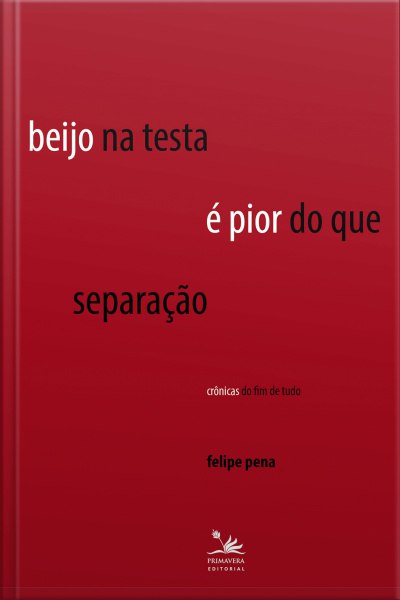 beijo na testa
é pior do que
separação
crônicas do fim de tudo
felipe pena
PRIMAVERA
EDITORIAL